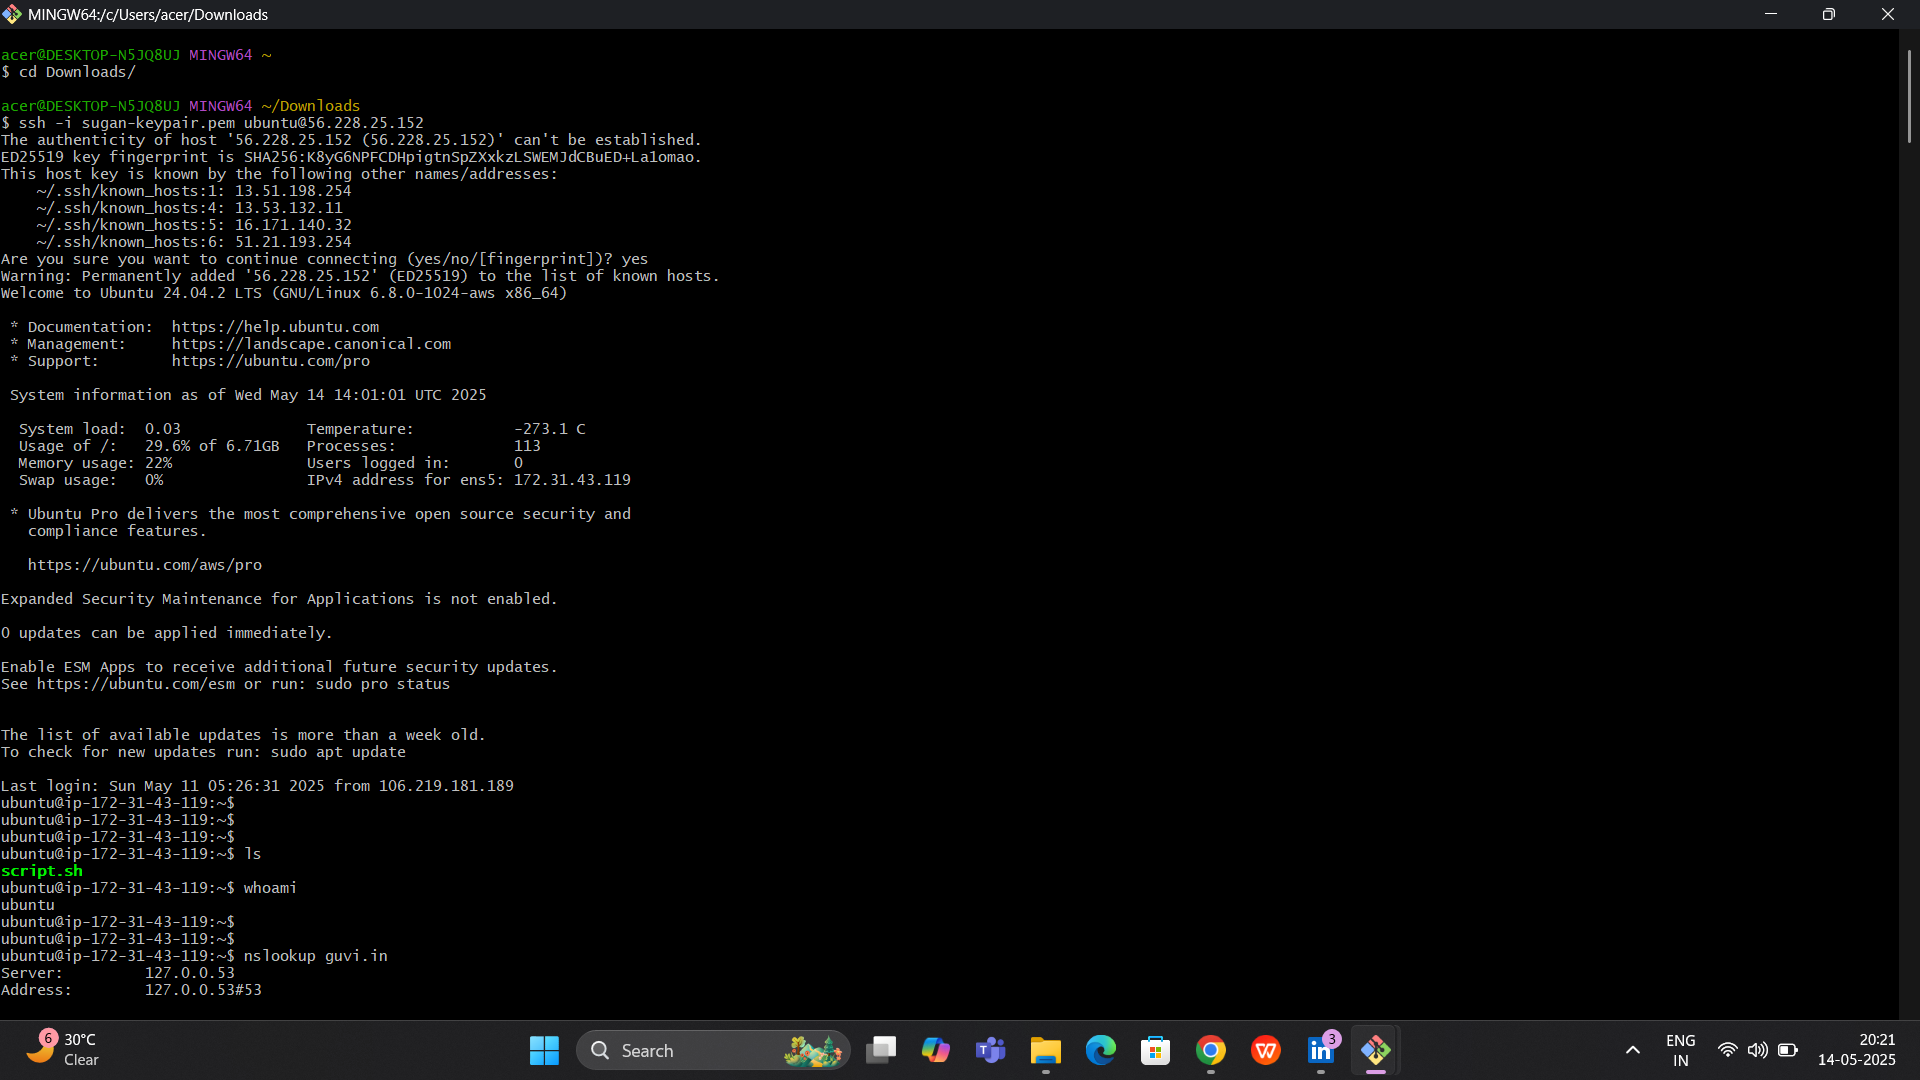 MINGW64:/c/Users/acer/Downloads
acer@DESKTOP-N5JQ8UJ MINGW64 ~
$ cd Downloads/
acer@DESKTOP-N5JQ8UJ MINGW64 ~/Downloads
$ ssh -i sugan-keypair.pem ubuntu@56.228.25.152
The authenticity of host '56.228.25.152 (56.228.25.152)' can't be established.
ED25519 key fingerprint is SHA256:K8yG6NPFCDHpigtnSpZXxkzLSWEMJdCBuED+La1omao.
This host key is known by the following other names/addresses:
    ~/.ssh/known_hosts:1: 13.51.198.254
    ~/.ssh/known_hosts:4: 13.53.132.11
    ~/.ssh/known_hosts:5: 16.171.140.32
    ~/.ssh/known_hosts:6: 51.21.193.254
Are you sure you want to continue connecting (yes/no/[fingerprint])? yes
Warning: Permanently added '56.228.25.152' (ED25519) to the list of known hosts.
Welcome to Ubuntu 24.04.2 LTS (GNU/Linux 6.8.0-1024-aws x86_64)
 * Documentation:  https://help.ubuntu.com
 * Management:     https://landscape.canonical.com
 * Support:        https://ubuntu.com/pro
 System information as of Wed May 14 14:01:01 UTC 2025
  System load:  0.03              Temperature:           -273.1 C
  Usage of /:   29.6% of 6.71GB   Processes:             113
  Memory usage: 22%               Users logged in:       0
  Swap usage:   0%                IPv4 address for ens5: 172.31.43.119
 * Ubuntu Pro delivers the most comprehensive open source security and
   compliance features.
   https://ubuntu.com/aws/pro
Expanded Security Maintenance for Applications is not enabled.
0 updates can be applied immediately.
Enable ESM Apps to receive additional future security updates.
See https://ubuntu.com/esm or run: sudo pro status
The list of available updates is more than a week old.
To check for new updates run: sudo apt update
Last login: Sun May 11 05:26:31 2025 from 106.219.181.189
ubuntu@ip-172-31-43-119:~$
ubuntu@ip-172-31-43-119:~$
ubuntu@ip-172-31-43-119:~$
ubuntu@ip-172-31-43-119:~$ ls
script.sh
ubuntu@ip-172-31-43-119:~$ whoami
ubuntu
ubuntu@ip-172-31-43-119:~$
ubuntu@ip-172-31-43-119:~$
ubuntu@ip-172-31-43-119:~$ nslookup guvi.in
Server:         127.0.0.53
Address:        127.0.0.53#53
6
30°C
Clear
Search
T
W
in
3
ENG
IN
20:21
14-05-2025